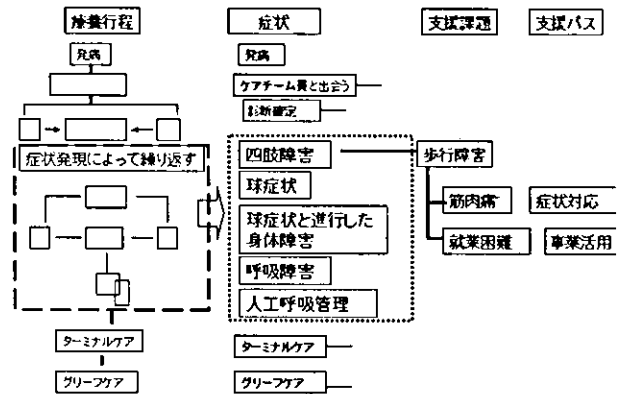 療養行程
症状
支援課題
支援パス
発病
発病
ケアチーム員と出会う
診断確定
症状発現によって繰り返す
四肢障害
歩行障害
球症状
筋肉痛
症状対応
球症状と進行した
身体障害
就業困難
事業活用
呼吸障害
人工呼吸管理
ターミナルケア
ターミナルケア
グリーフケア
グリーフケア